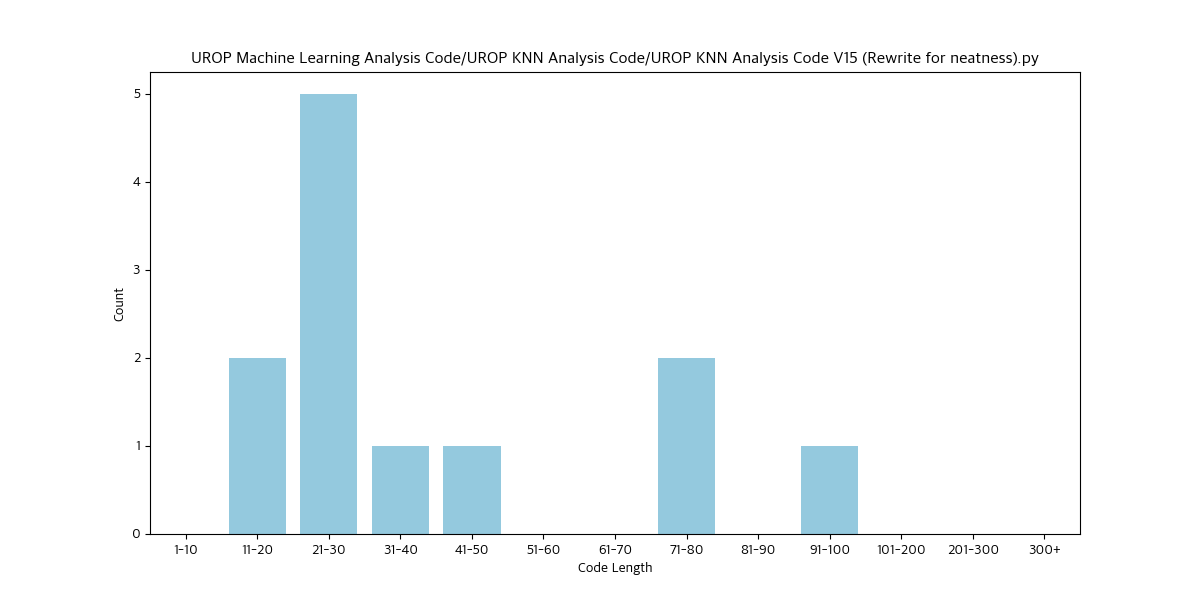 UROP Machine Learning Analysis Code/UROP KNN Analysis Code/UROP KNN Analysis Code V15 (Rewrite for neatness).py
5
4
3
2
1
0
Count
1-10 11-20 21-30 31-40 41-50 51-60 61-70 71-80 81-90 91-100 101-200 201-300 300+
Code Length